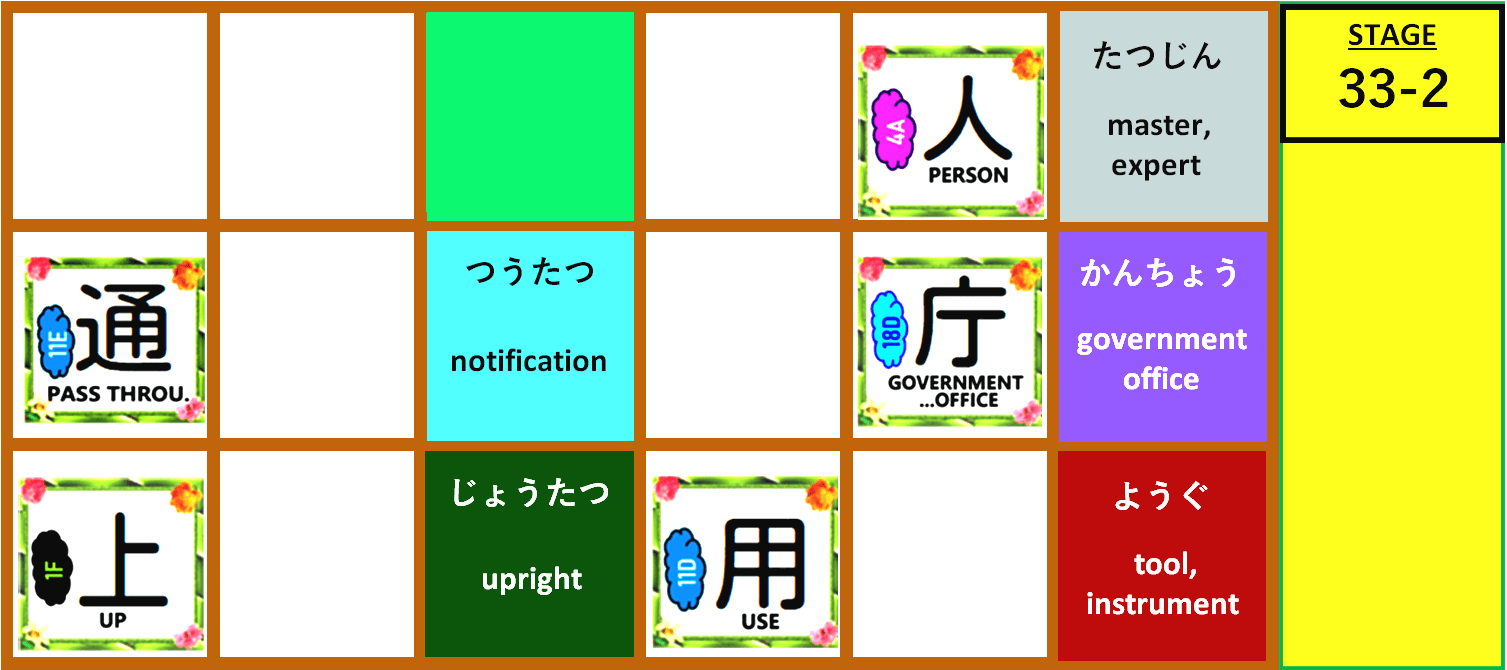 4A
人
PERSON
たつじん
master,
expert
STAGE
33-2
11E
通
PASS THROU.
つうたつ
notification
18D
庁
GOVERNMENT
...OFFICE
かんちょう
government
office
1F
上
UP
じょうたつ
upright
11D
用
USE
ようぐ
tool,
instrument